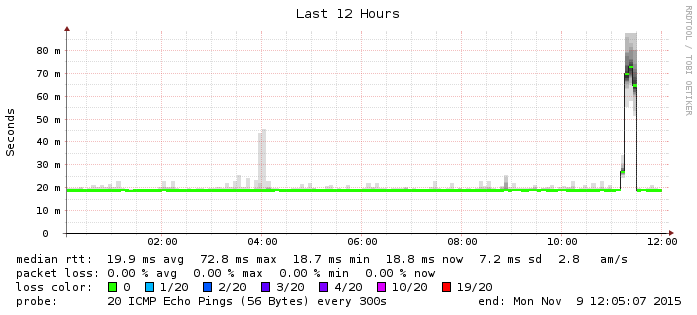 Last 12 Hours
RRDTOOL / TOBI OETIKER
Seconds
80 m
70 m
60 m
50 m
40 m
30 m
20 m
10 m
0
02:00 04:00 06:00 08:00 10:00 12:00
median rtt: 19.9 ms avg 72.8 ms max 18.7 ms min 18.8 ms now 7.2 ms sd 2.8 am/s
packet loss: 0.00 % avg 0.00 % max 0.00 % min 0.00 % now
loss color: 0 1/20 2/20 3/20 4/20 10/20 19/20
probe: 20 ICMP Echo Pings (56 Bytes) every 300s end: Mon Nov 9 12:05:07 2015